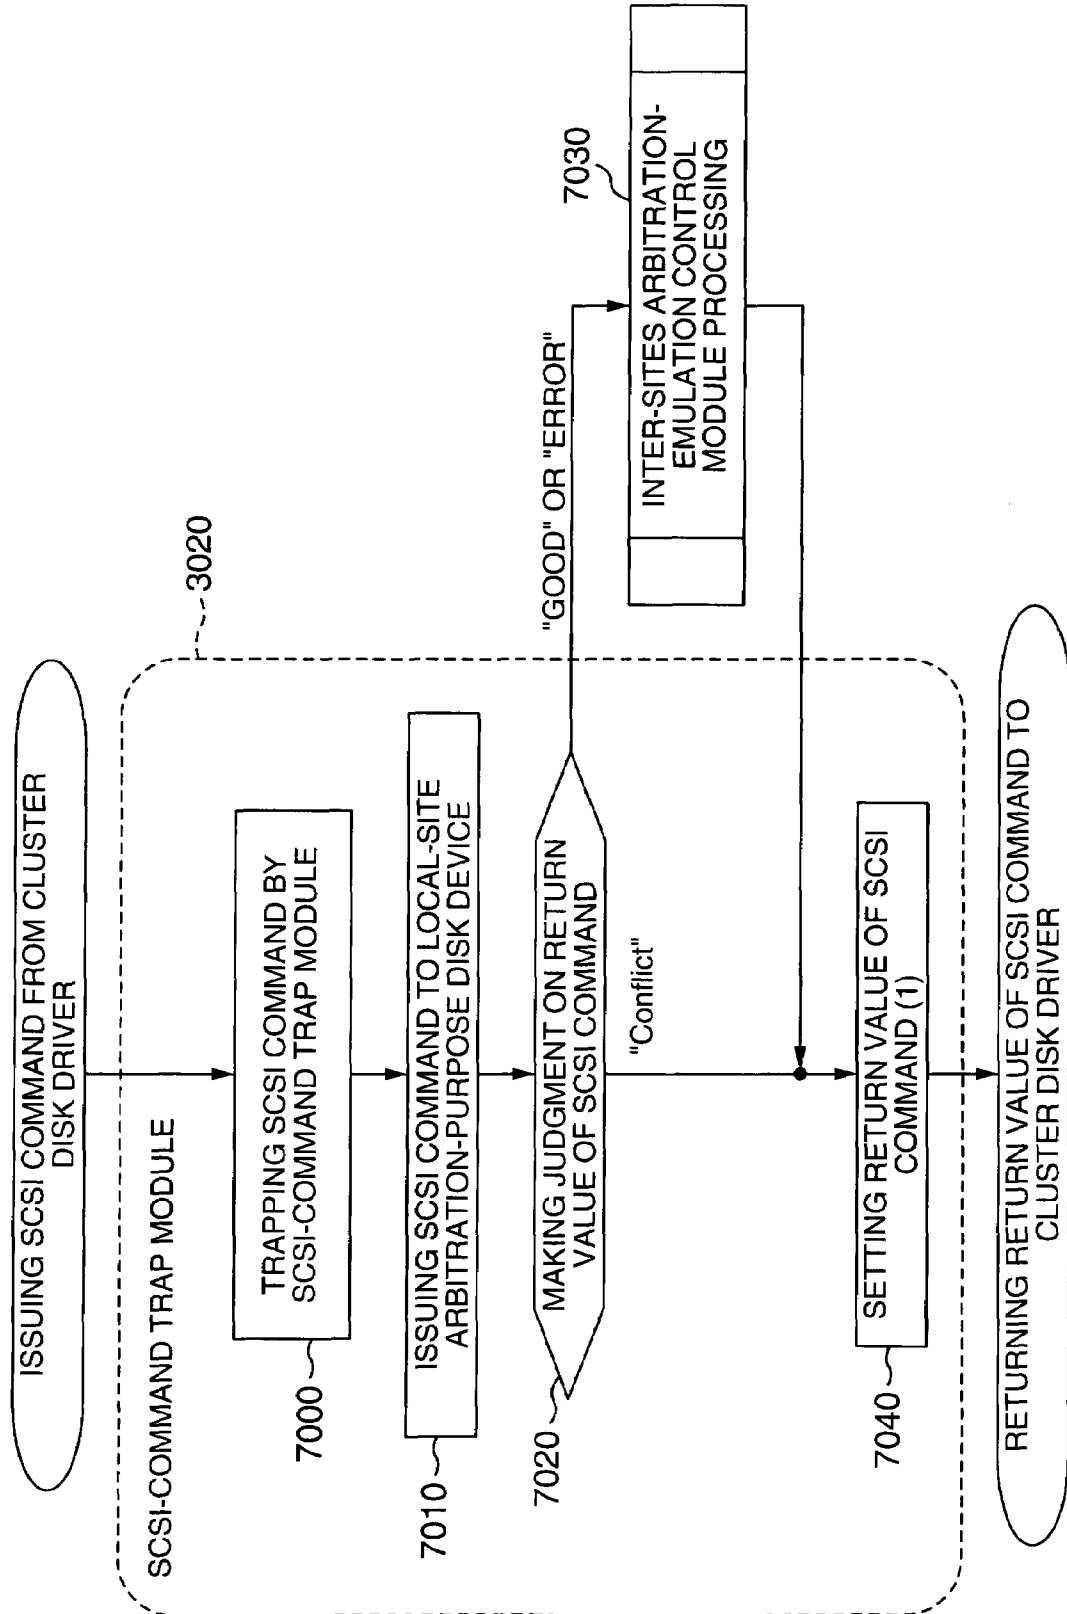 ISSUING SCSI COMMAND FROM CLUSTER
DISK DRIVER
SCSI-COMMAND TRAP MODULE
3020
TRAPPING SCSI COMMAND BY
SCSI-COMMAND TRAP MODULE
7000
ISSUING SCSI COMMAND TO LOCAL-SITE
ARBITRATION-PURPOSE DISK DEVICE
7010
MAKING JUDGMENT ON RETURN
VALUE OF SCSI COMMAND
7020
"GOOD" OR "ERROR"
"Conflict"
7030
INTER-SITES ARBITRATION-
EMULATION CONTROL
MODULE PROCESSING
SETTING RETURN VALUE OF SCSI
COMMAND (1)
7040
RETURNING RETURN VALUE OF SCSI COMMAND TO
CLUSTER DISK DRIVER